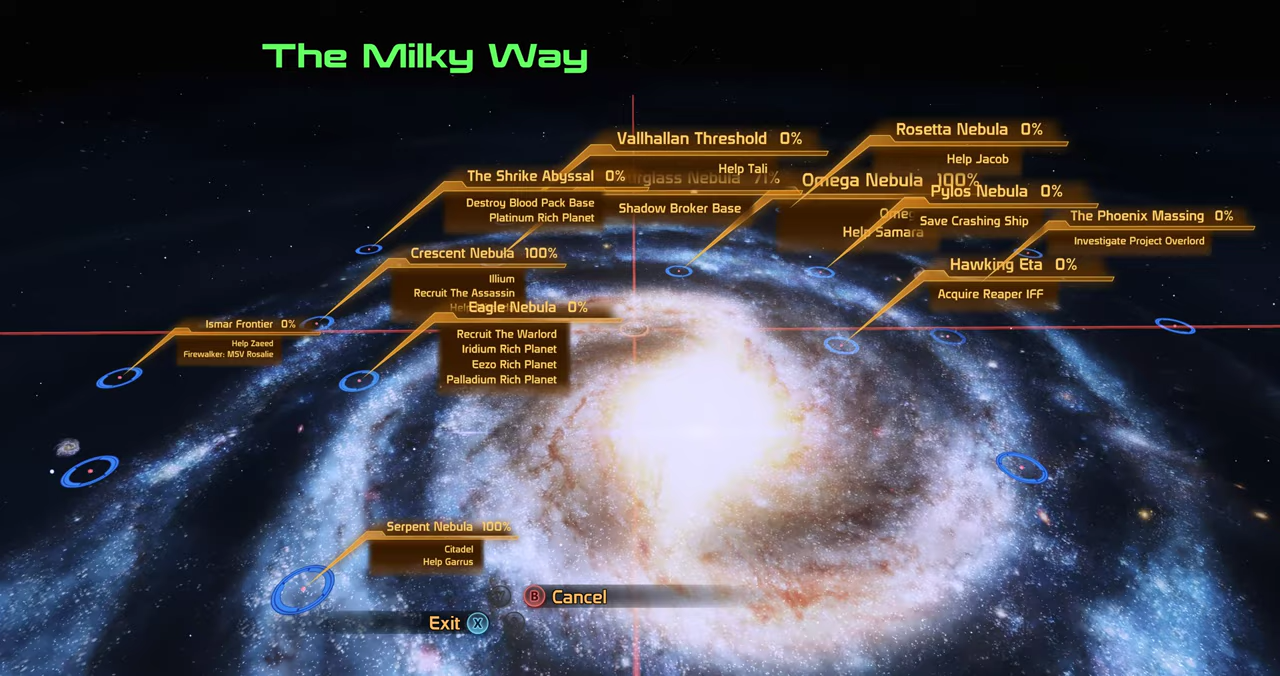 The Milky Way
Vallhallan Threshold 0%
Help Tali
Rosetta Nebula 0%
Help Jacob
The Shrike Abyssal 0%
Destroy Blood Pack Base
Platinum Rich Planet
Nebula 71%
Shadow Broker Base
Omega Nebula 100%
Help Samara
Pylos Nebula 0%
Save Crashing Ship
The Phoenix Massing 0%
Investigate Project Overlord
Crescent Nebula 100%
Illium
Recruit The Assassin
Hawking Eta 0%
Acquire Reaper IFF
Eagle Nebula 0%
Recruit The Warlord
Iridium Rich Planet
Eezo Rich Planet
Palladium Rich Planet
Ismar Frontier 0%
Help Zaeed
Firewalker: MSV Rosalie
Serpent Nebula 100%
Citadel
Help Garrus
B Cancel
Exit X